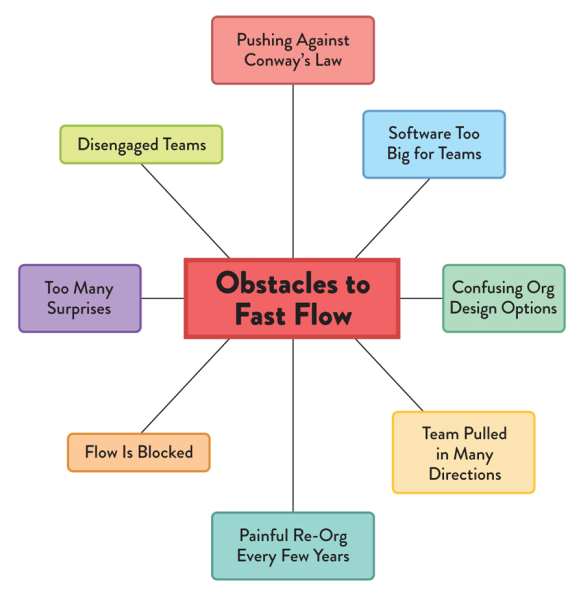 Pushing Against
Conway's Law
Disengaged Teams
Software Too
Big for Teams
Too Many
Surprises
Obstacles to
Fast Flow
Confusing Org
Design Options
Flow Is Blocked
Team Pulled
in Many
Directions
Painful Re-Org
Every Few Years